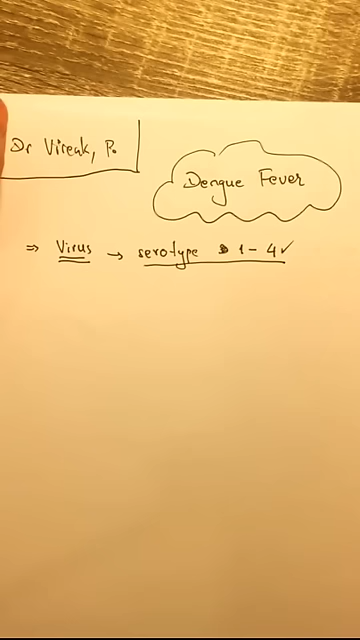 Dr Vireak, P.
Dengue Fever
⇒ Virus → serotype 1 – 4 ✓